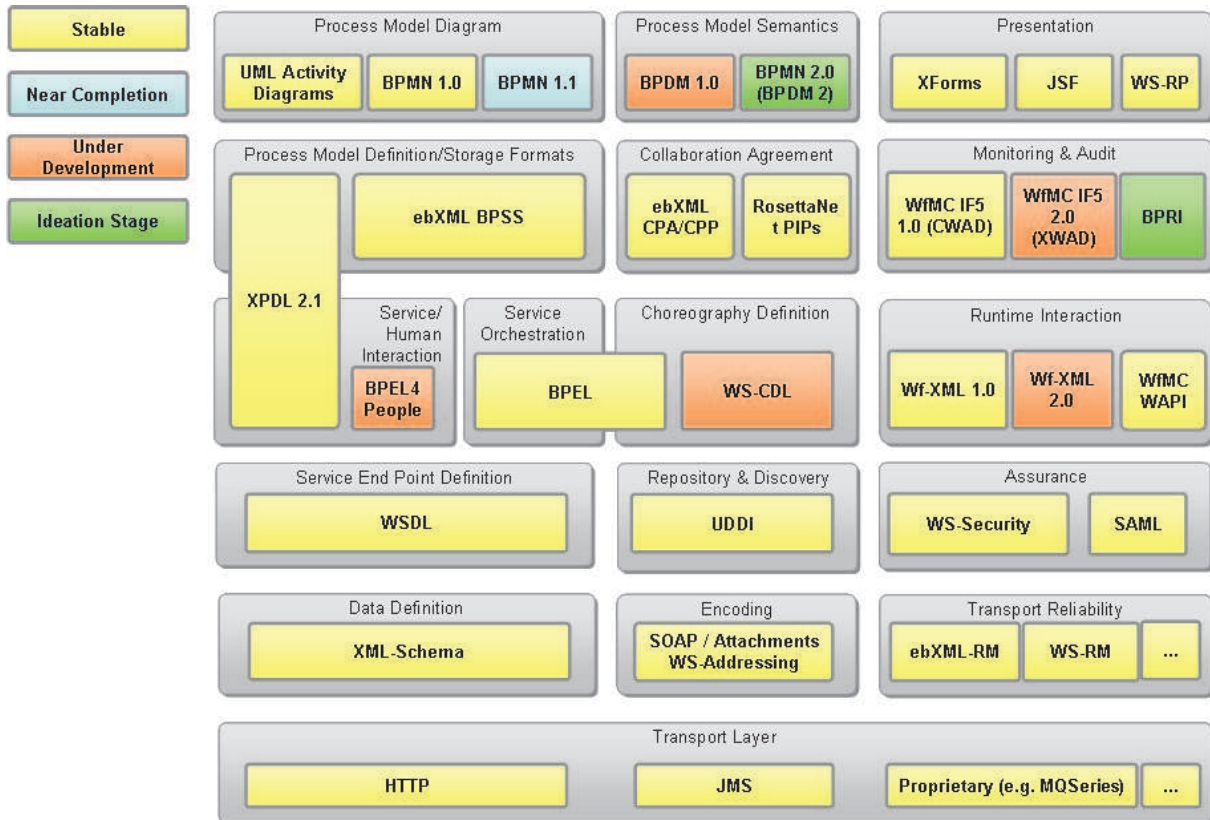 Stable
Near Completion
Under
Development
Ideation Stage
Process Model Diagram
UML Activity
Diagrams
BPMN 1.0
BPMN 1.1
Process Model Semantics
BPDM 1.0
BPMN 2.0
(BPDM 2)
Presentation
XForms
JSF
WS-RP
Process Model Definition/Storage Formats
XPDL 2.1
ebXML BPSS
Collaboration Agreement
ebXML
CPA/CPP
RosettaNe
t PIPs
Monitoring & Audit
WfMC IF5
1.0 (CWAD)
WfMC IF5
2.0
(XWAD)
BPRI
Service/
Human
Interaction
BPEL4
People
Service
Orchestration
BPEL
Choreography Definition
WS-CDL
Runtime Interaction
Wf-XML 1.0
Wf-XML
2.0
WfMC
WAPI
Service End Point Definition
WSDL
Repository & Discovery
UDDI
Assurance
WS-Security
SAML
Data Definition
XML-Schema
Encoding
SOAP / Attachments
WS-Addressing
Transport Reliability
ebXML-RM
WS-RM
...
Transport Layer
HTTP
JMS
Proprietary (e.g. MQSeries)
...